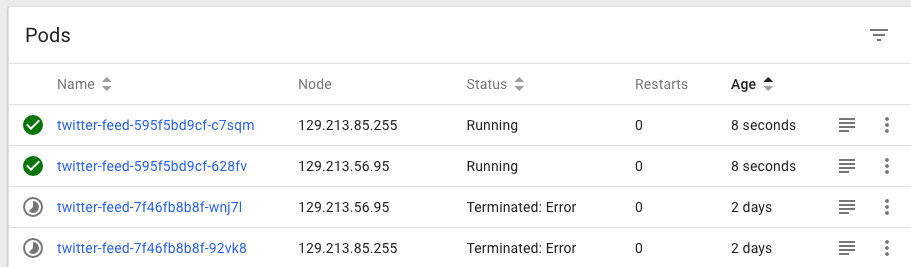 Pods
Name Node Status Restarts Age
twitter-feed-595f5bd9cf-c7sqm 129.213.85.255 Running 0 8 seconds
twitter-feed-595f5bd9cf-628fv 129.213.56.95 Running 0 8 seconds
twitter-feed-7f46fb8b8f-wnj7l 129.213.56.95 Terminated: Error 0 2 days
twitter-feed-7f46fb8b8f-92vk8 129.213.85.255 Terminated: Error 0 2 days